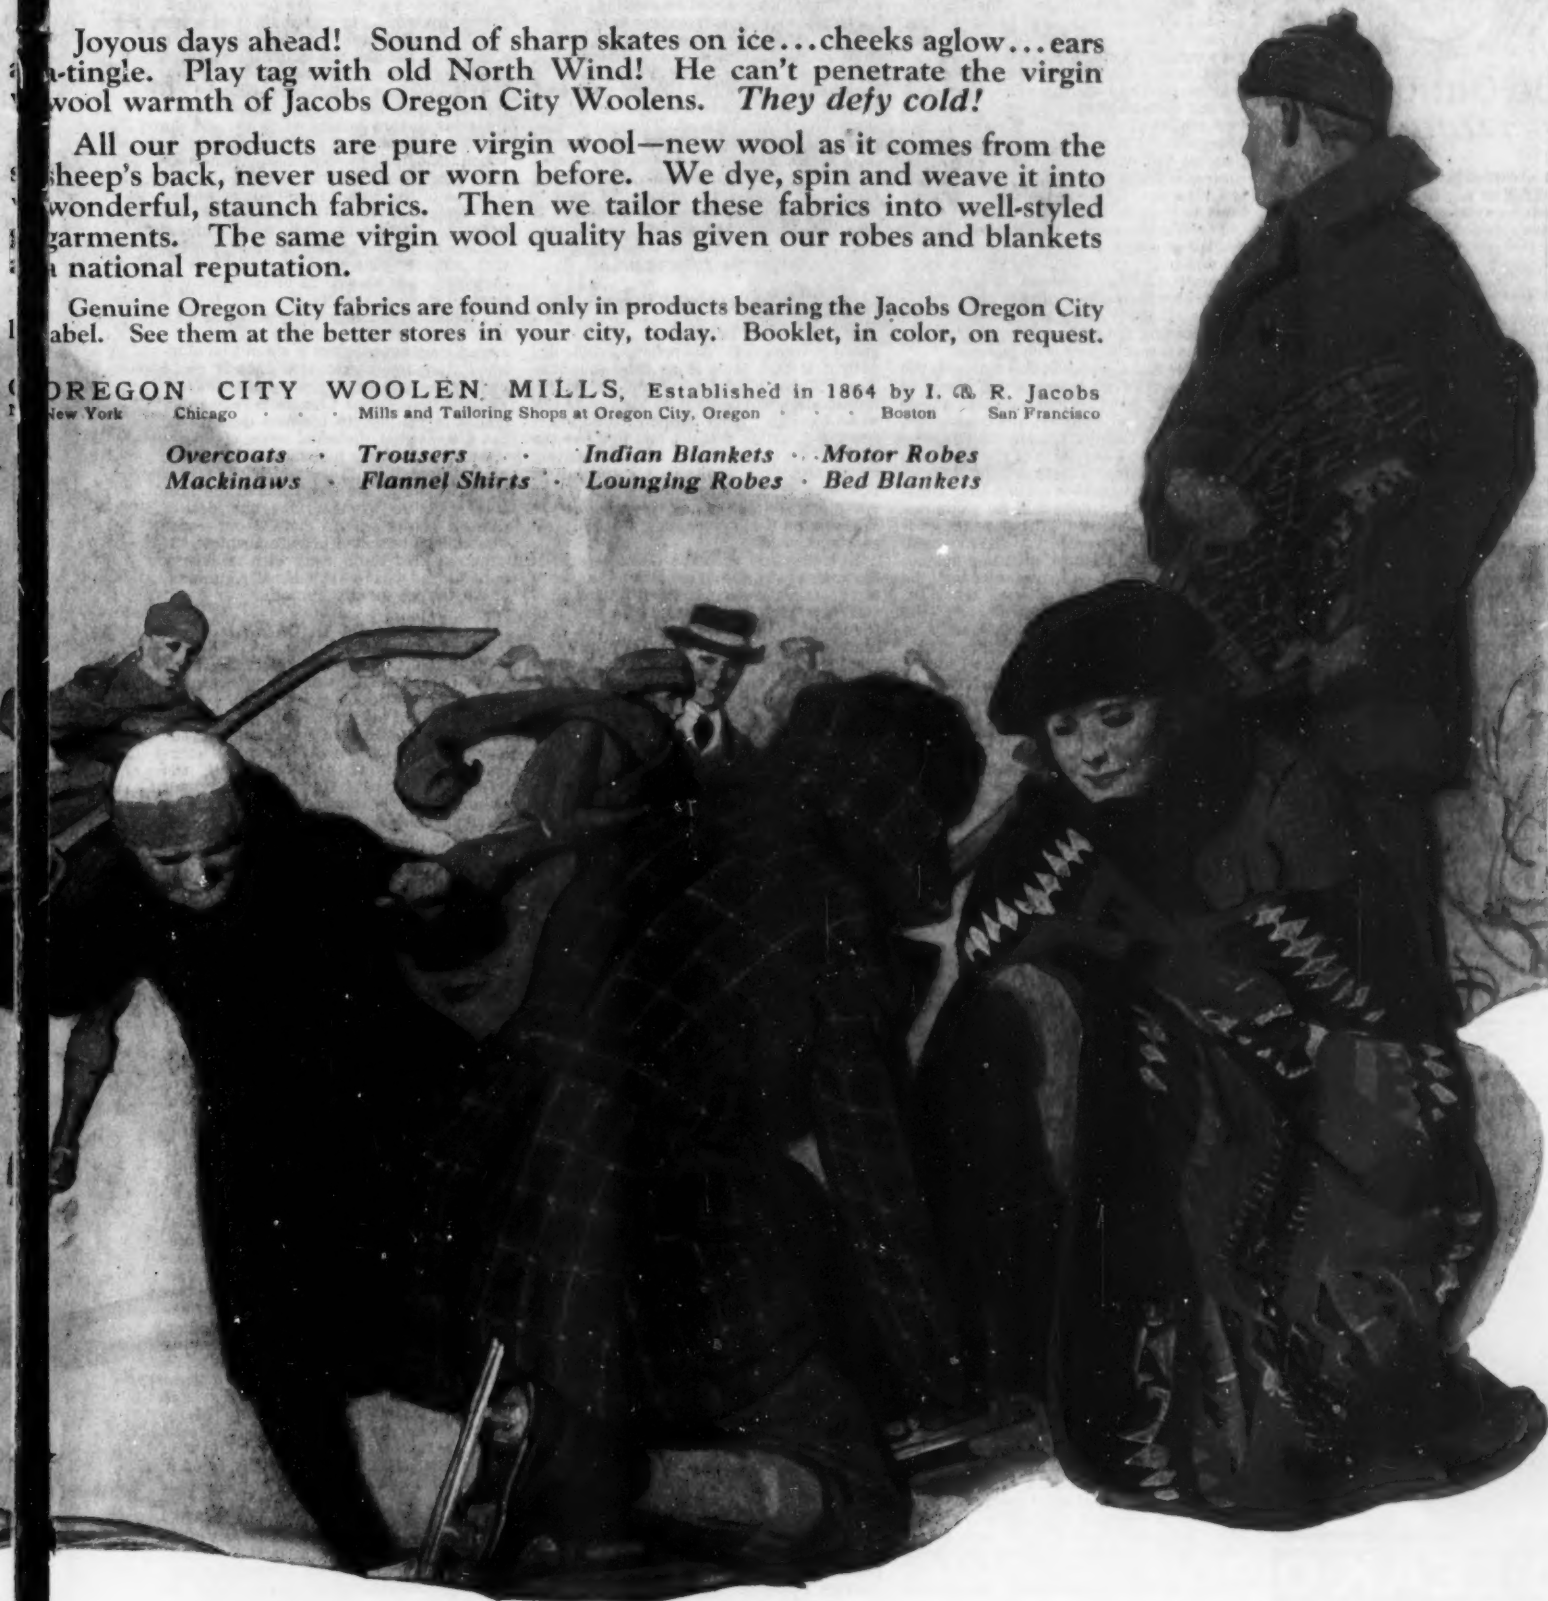 Joyous days ahead! Sound of sharp skates on ice...cheeks aglow...ears
a-tingle. Play tag with old North Wind! He can't penetrate the virgin
wool warmth of Jacobs Oregon City Woolens. They defy cold!
All our products are pure virgin wool—new wool as it comes from the
sheep's back, never used or worn before. We dye, spin and weave it into
wonderful, staunch fabrics. Then we tailor these fabrics into well-styled
garments. The same virgin wool quality has given our robes and blankets
a national reputation.
Genuine Oregon City fabrics are found only in products bearing the Jacobs Oregon City
label. See them at the better stores in your city, today. Booklet, in color, on request.
OREGON CITY WOOLEN MILLS, Established in 1864 by I. & R. Jacobs
New York Chicago · · · Mills and Tailoring Shops at Oregon City, Oregon · · · Boston San Francisco
Overcoats · Trousers · Indian Blankets · Motor Robes
Mackinaws · Flannel Shirts · Lounging Robes · Bed Blankets